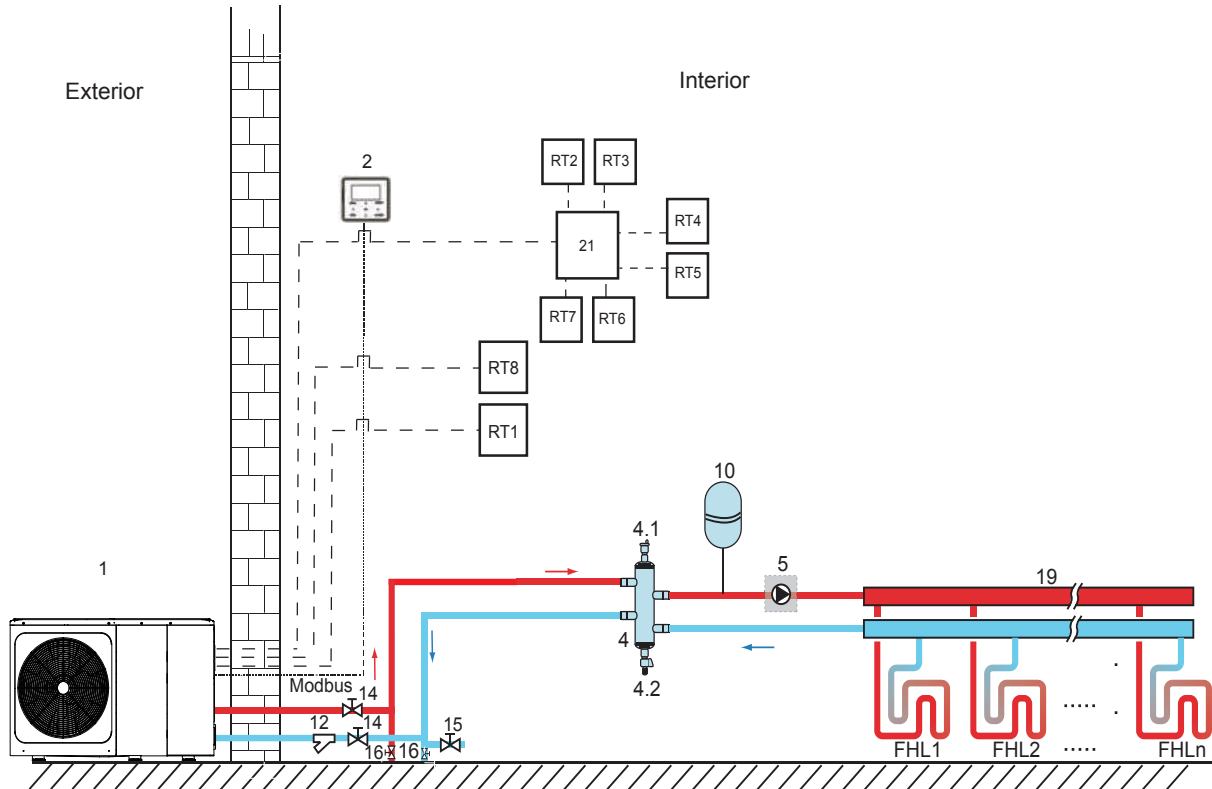 Exterior
Interior
2
RT2
RT3
RT4
21
RT5
RT7
RT6
RT8
RT1
10
4.1
1
5
19
4
4.2
Modbus
14
12
14
15
16
16
FHL1
FHL2
.....
.....
FHLn